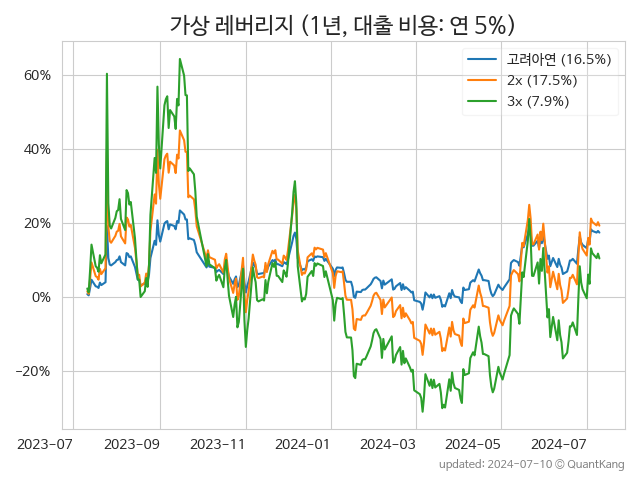 가상 레버리지 (1년, 대출 비용: 연 5%)
고려아연 (16.5%)
2x (17.5%)
3x (7.9%)
60%
40%
20%
0%
−20%
2023-07 2023-09 2023-11 2024-01 2024-03 2024-05 2024-07
updated: 2024-07-10 © QuantKang